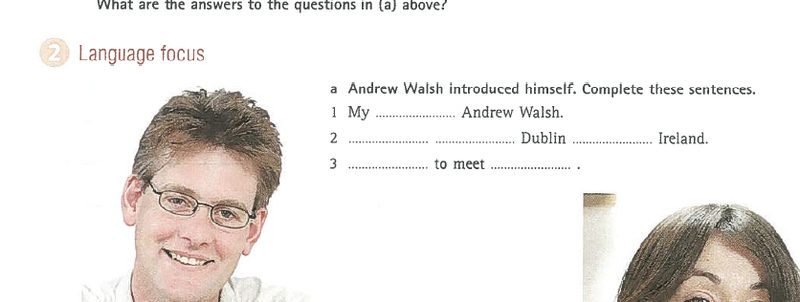 What are the answers to the questions in (a) above?
2 Language focus
a Andrew Walsh introduced himself. Complete these sentences.
1 My ........................ Andrew Walsh.
2 ........................ ........................ Dublin ........................ Ireland.
3 ........................ to meet ........................ .